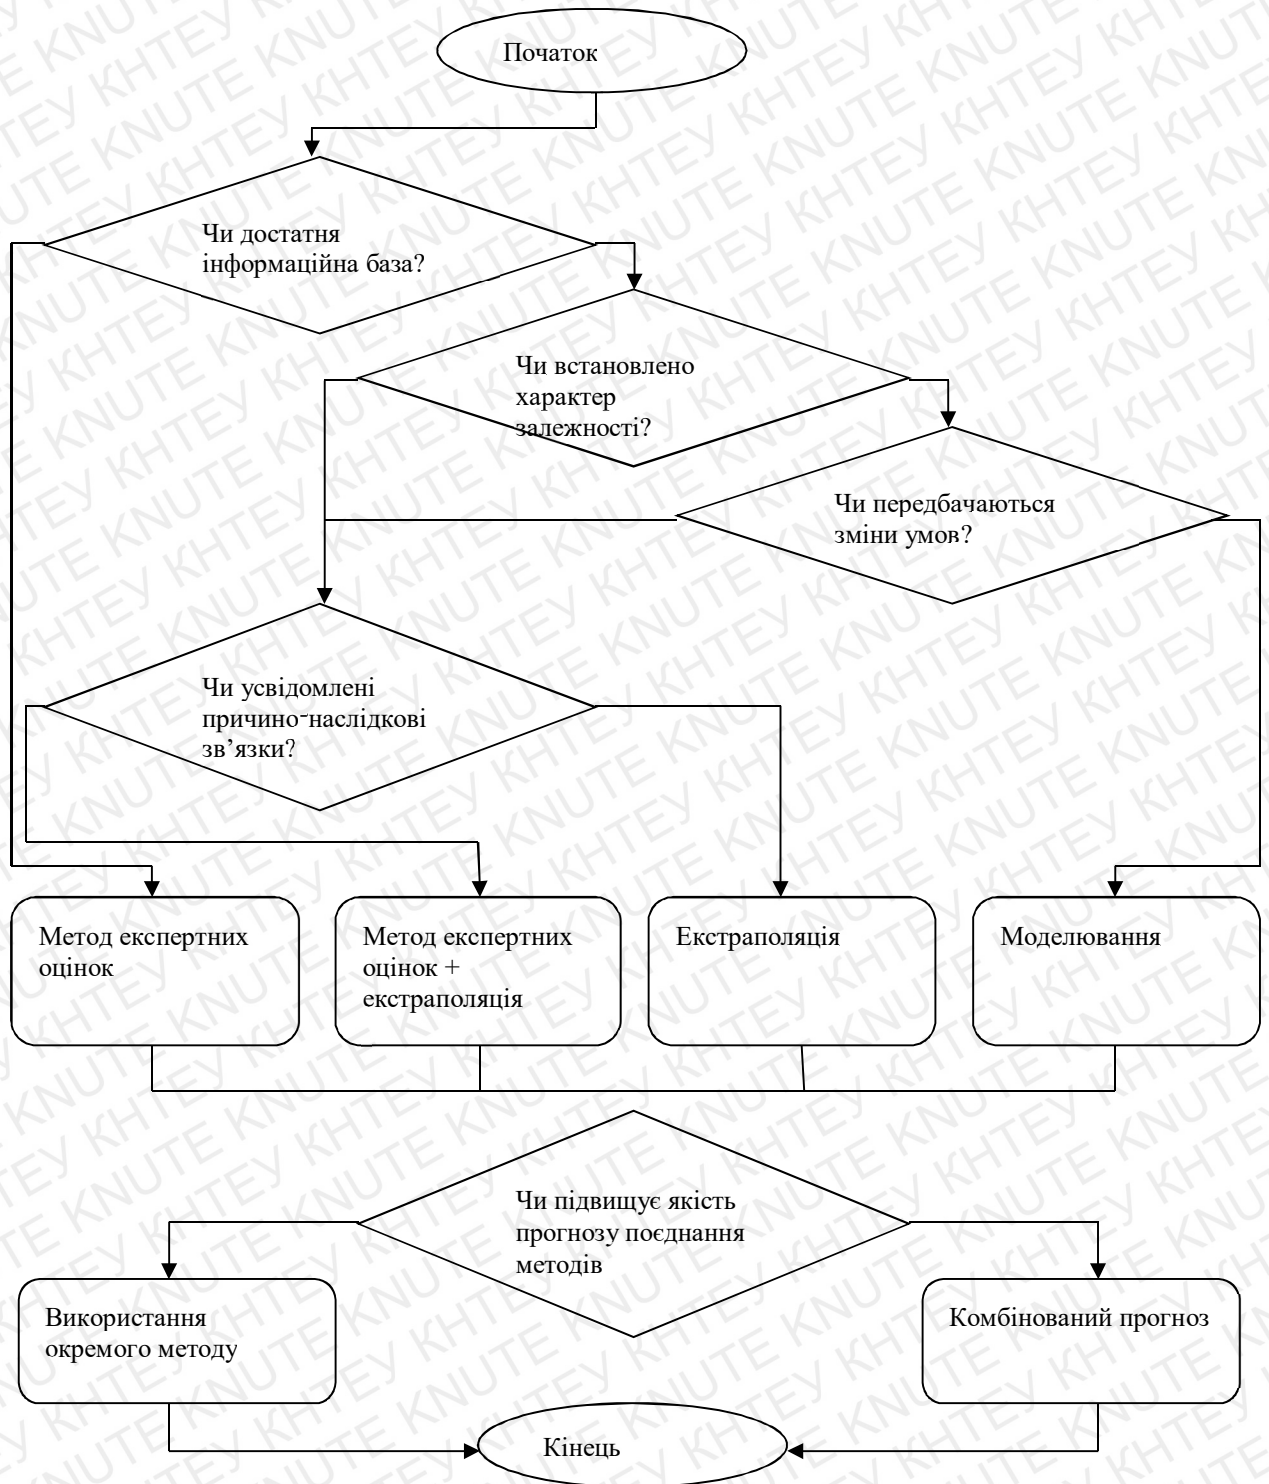 Початок
Чи достатня
інформаційна база?
Чи встановлено
характер
залежності?
Чи передбачаються
зміни умов?
Чи усвідомлені
причино-наслідкові
зв’язки?
Метод експертних
оцінок
Метод експертних
оцінок +
екстраполяція
Екстраполяція
Моделювання
Чи підвищує якість
прогнозу поєднання
методів
Використання
окремого методу
Комбінований прогноз
Кінець